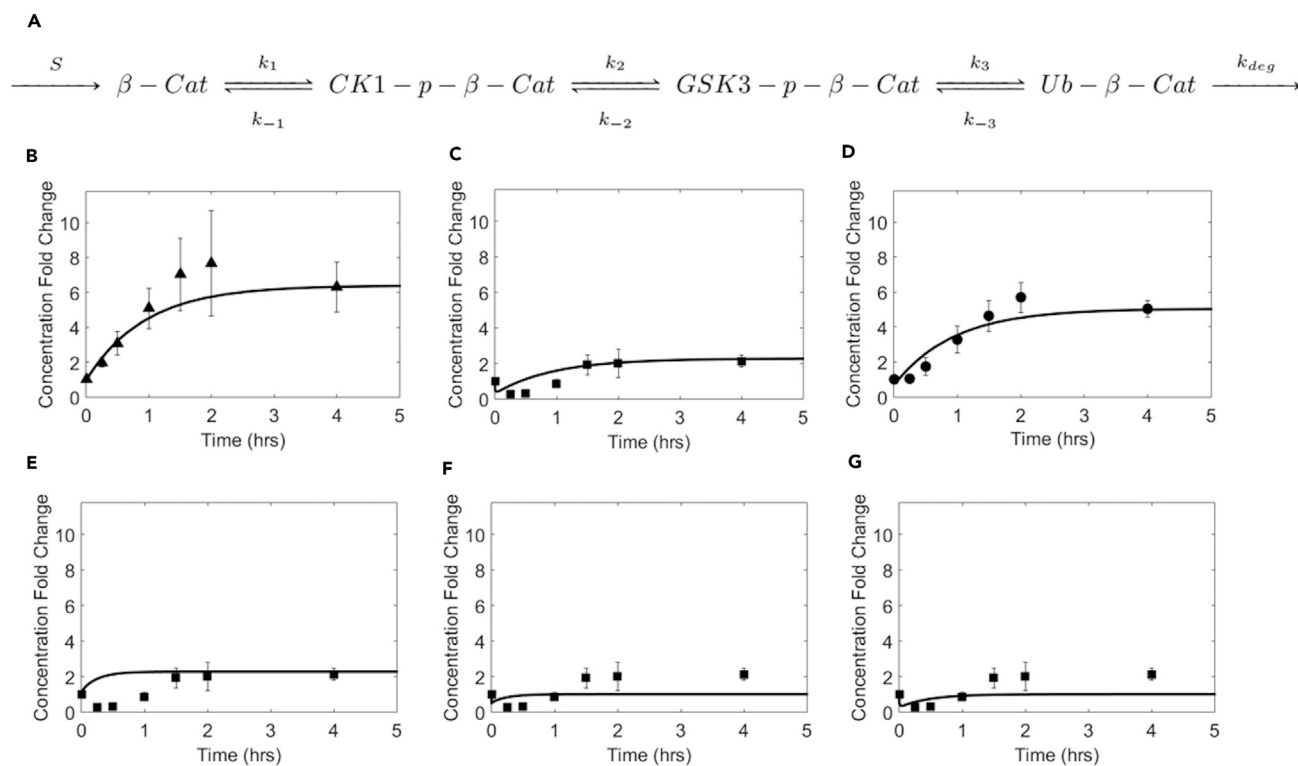 A
S k₁ k₂ k₃ k_{deg}
β − Cat CK1 − p − β − Cat GSK3 − p − β − Cat Ub − β − Cat
k₋₁ k₋₂ k₋₃
B
Concentration Fold Change
10
8
6
4
2
0
0 1 2 3 4 5
Time (hrs)
C
Concentration Fold Change
10
8
6
4
2
0
0 1 2 3 4 5
Time (hrs)
D
Concentration Fold Change
10
8
6
4
2
0
0 1 2 3 4 5
Time (hrs)
E
Concentration Fold Change
10
8
6
4
2
0
0 1 2 3 4 5
Time (hrs)
F
Concentration Fold Change
10
8
6
4
2
0
0 1 2 3 4 5
Time (hrs)
G
Concentration Fold Change
10
8
6
4
2
0
0 1 2 3 4 5
Time (hrs)